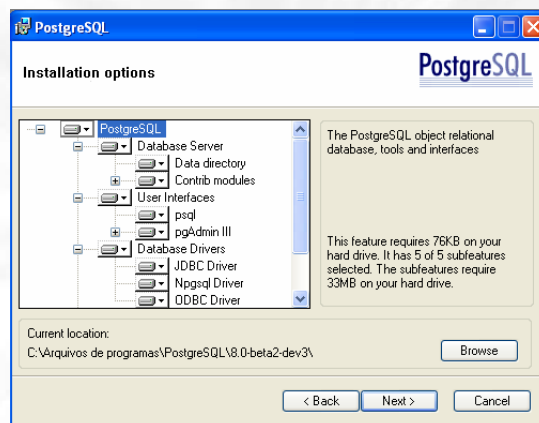 PostgreSQL
Installation options
PostgreSQL
PostgreSQL
Database Server
Data directory
Contrib modules
User Interfaces
psql
pgAdmin III
Database Drivers
JDBC Driver
Npgsql Driver
ODBC Driver
The PostgreSQL object relational
database, tools and interfaces
This feature requires 76KB on your
hard drive. It has 5 of 5 subfeatures
selected. The subfeatures require
33MB on your hard drive.
Current location:
C:\Arquivos de programas\PostgreSQL\8.0-beta2-dev3\
Browse
< Back
Next >
Cancel